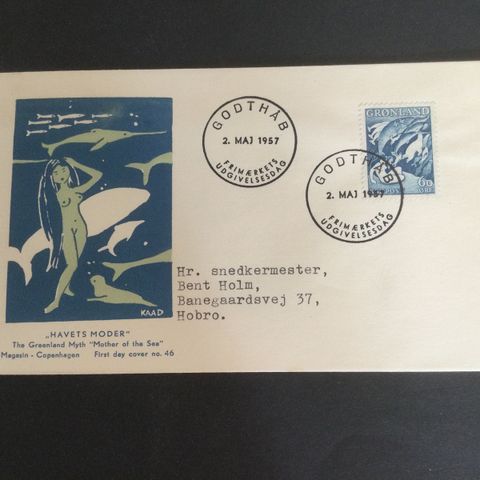 GODTHÅB
2. MAJ 1957
FRIMÆRKETS
UDGIVELSESDAG
GRØNLAND
60
GODTHÅB
2. MAJ 1957
FRIMÆRKETS
UDGIVELSESDAG
KAAD
Hr. snedkermester,
Bent Holm,
Banegaardsvej 37,
Hobro.
„HAVETS MODER"
The Greenland Myth "Mother of the Sea"
Magasin - Copenhagen First day cover no. 46